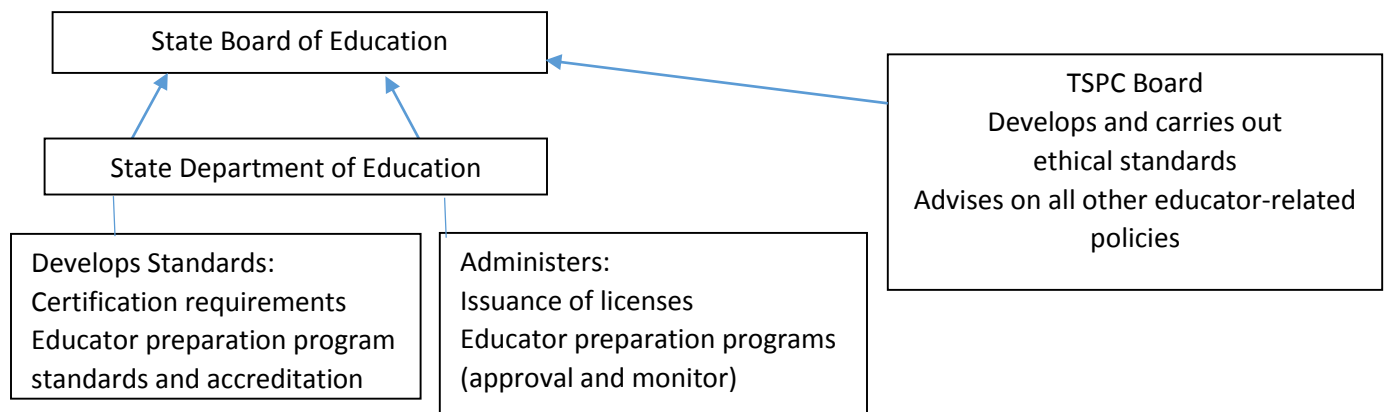 State Board of Education
TSPC Board
Develops and carries out
ethical standards
Advises on all other educator-related
policies
State Department of Education
Develops Standards:
Certification requirements
Educator preparation program
standards and accreditation
Administers:
Issuance of licenses
Educator preparation programs
(approval and monitor)